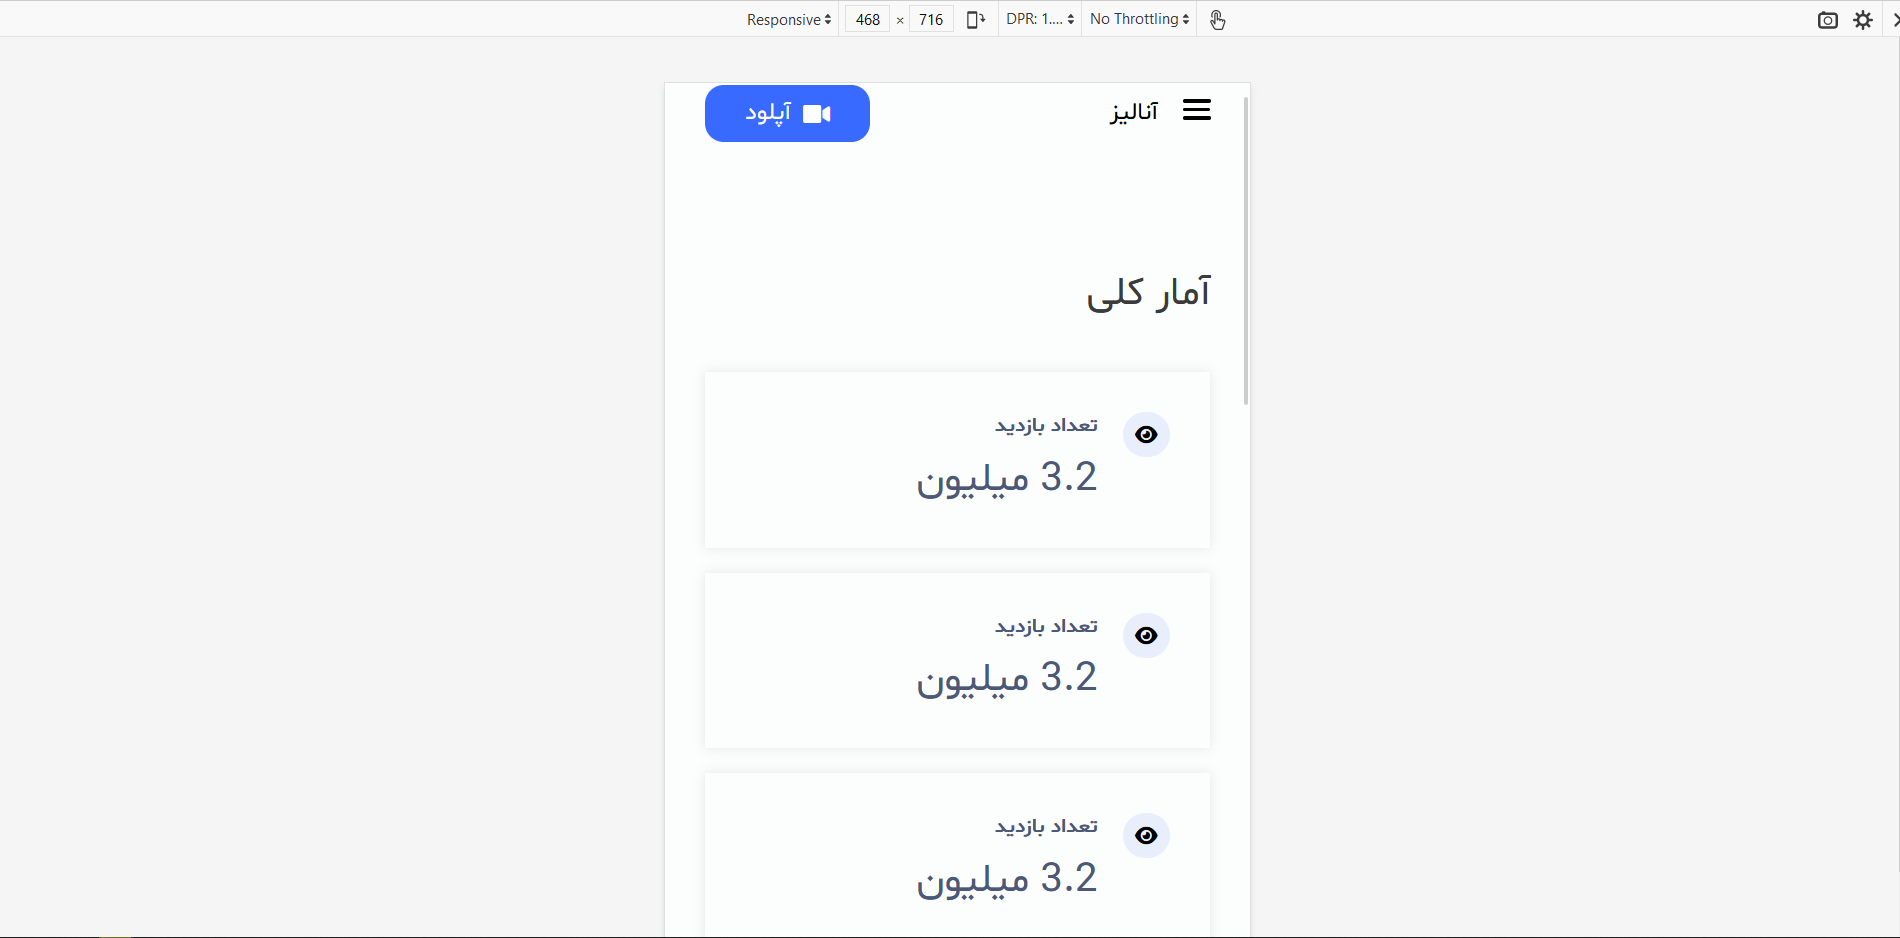 Responsive 468 × 716 DPR: 1.... No Throttling
آنالیز
آپلود
آمار کلی
تعداد بازدید
3.2 میلیون
تعداد بازدید
3.2 میلیون
تعداد بازدید
3.2 میلیون